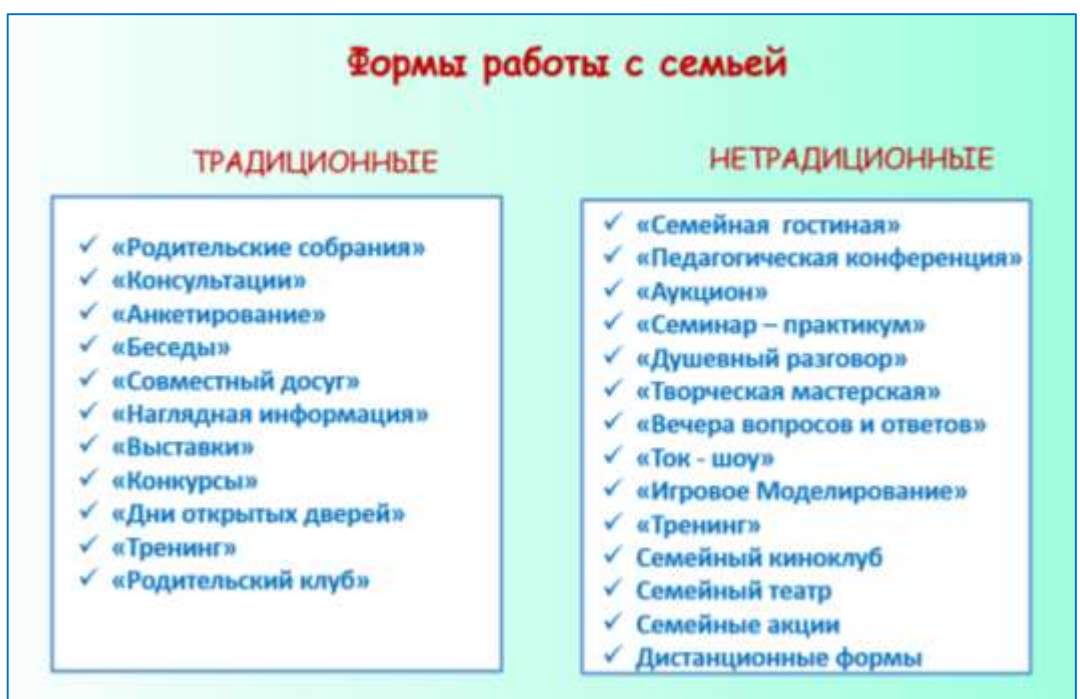 Формы работы с семьей
ТРАДИЦИОННЫЕ
✓ «Родительские собрания»
✓ «Консультации»
✓ «Анкетирование»
✓ «Беседы»
✓ «Совместный досуг»
✓ «Наглядная информация»
✓ «Выставки»
✓ «Конкурсы»
✓ «Дни открытых дверей»
✓ «Тренинг»
✓ «Родительский клуб»
НЕТРАДИЦИОННЫЕ
✓ «Семейная гостиная»
✓ «Педагогическая конференция»
✓ «Аукцион»
✓ «Семинар – практикум»
✓ «Душевный разговор»
✓ «Творческая мастерская»
✓ «Вечера вопросов и ответов»
✓ «Ток - шоу»
✓ «Игровое Моделирование»
✓ «Тренинг»
✓ Семейный киноклуб
✓ Семейный театр
✓ Семейные акции
✓ Дистанционные формы